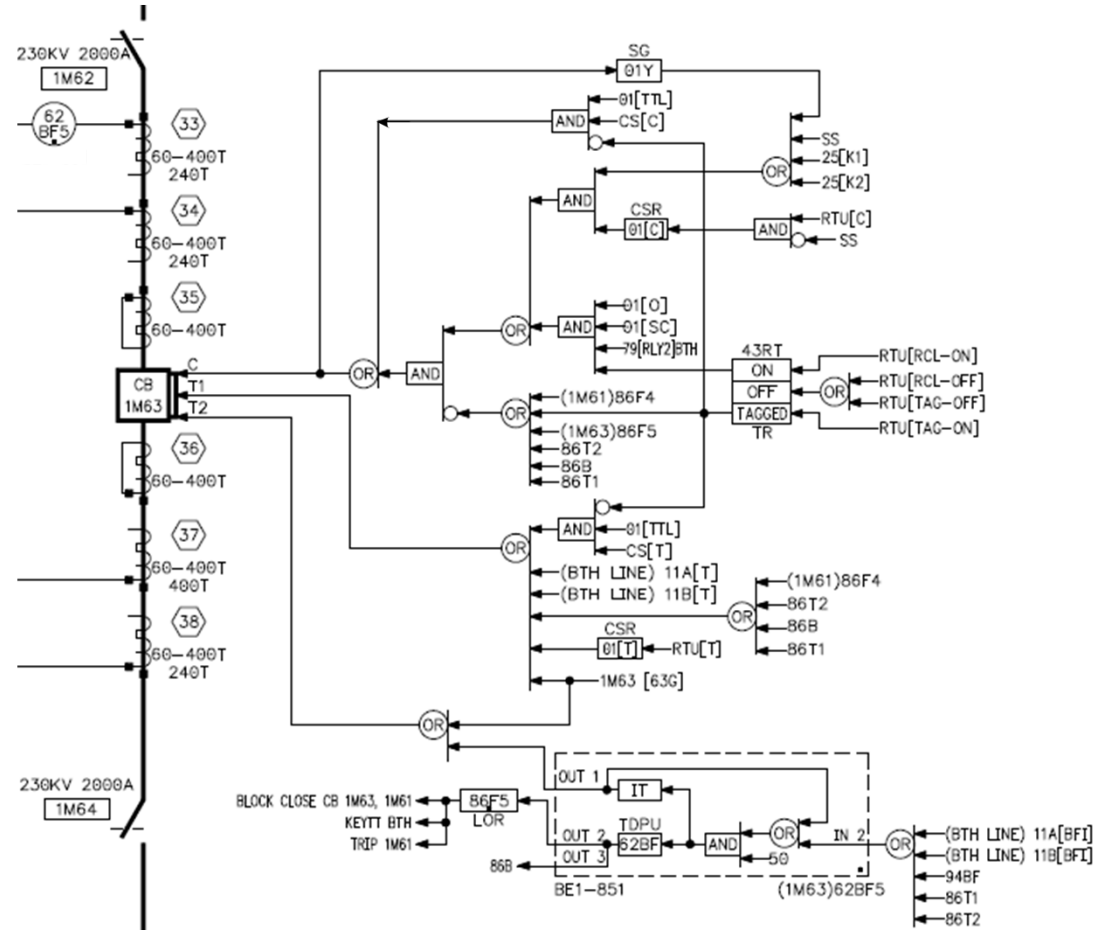 230KV 2000A
1M62
62
BF5
33
60-400T
240T
34
60-400T
240T
35
60-400T
CB
1M63
C
T1
T2
36
60-400T
37
60-400T
400T
38
60-400T
240T
230KV 2000A
1M64
SG
01Y
01[TTL]
AND
CS[C]
SS
25[K1]
OR
25[K2]
AND
CSR
01[C]
RTU[C]
AND
SS
01[O]
OR
AND
01[SC]
79[RLY2]BTH
43RT
ON
OFF
TAGGED
TR
RTU[RCL-ON]
RTU[RCL-OFF]
OR
RTU[TAG-OFF]
RTU[TAG-ON]
OR
AND
(1M61)86F4
OR
(1M63)86F5
86T2
86B
86T1
AND
01[TTL]
CS[T]
OR
(BTH LINE) 11A[T]
(BTH LINE) 11B[T]
(1M61)86F4
86T2
OR
86B
86T1
CSR
01[T]
RTU[T]
1M63 [63G]
OR
OUT 1
IT
BLOCK CLOSE CB 1M63, 1M61
KEYTT BTH
TRIP 1M61
86F5
LOR
OUT 2
OUT 3
86B
TDPU
62BF
AND
OR
50
IN 2
BE1-851
(1M63)62BF5
OR
(BTH LINE) 11A[BFI]
(BTH LINE) 11B[BFI]
94BF
86T1
86T2